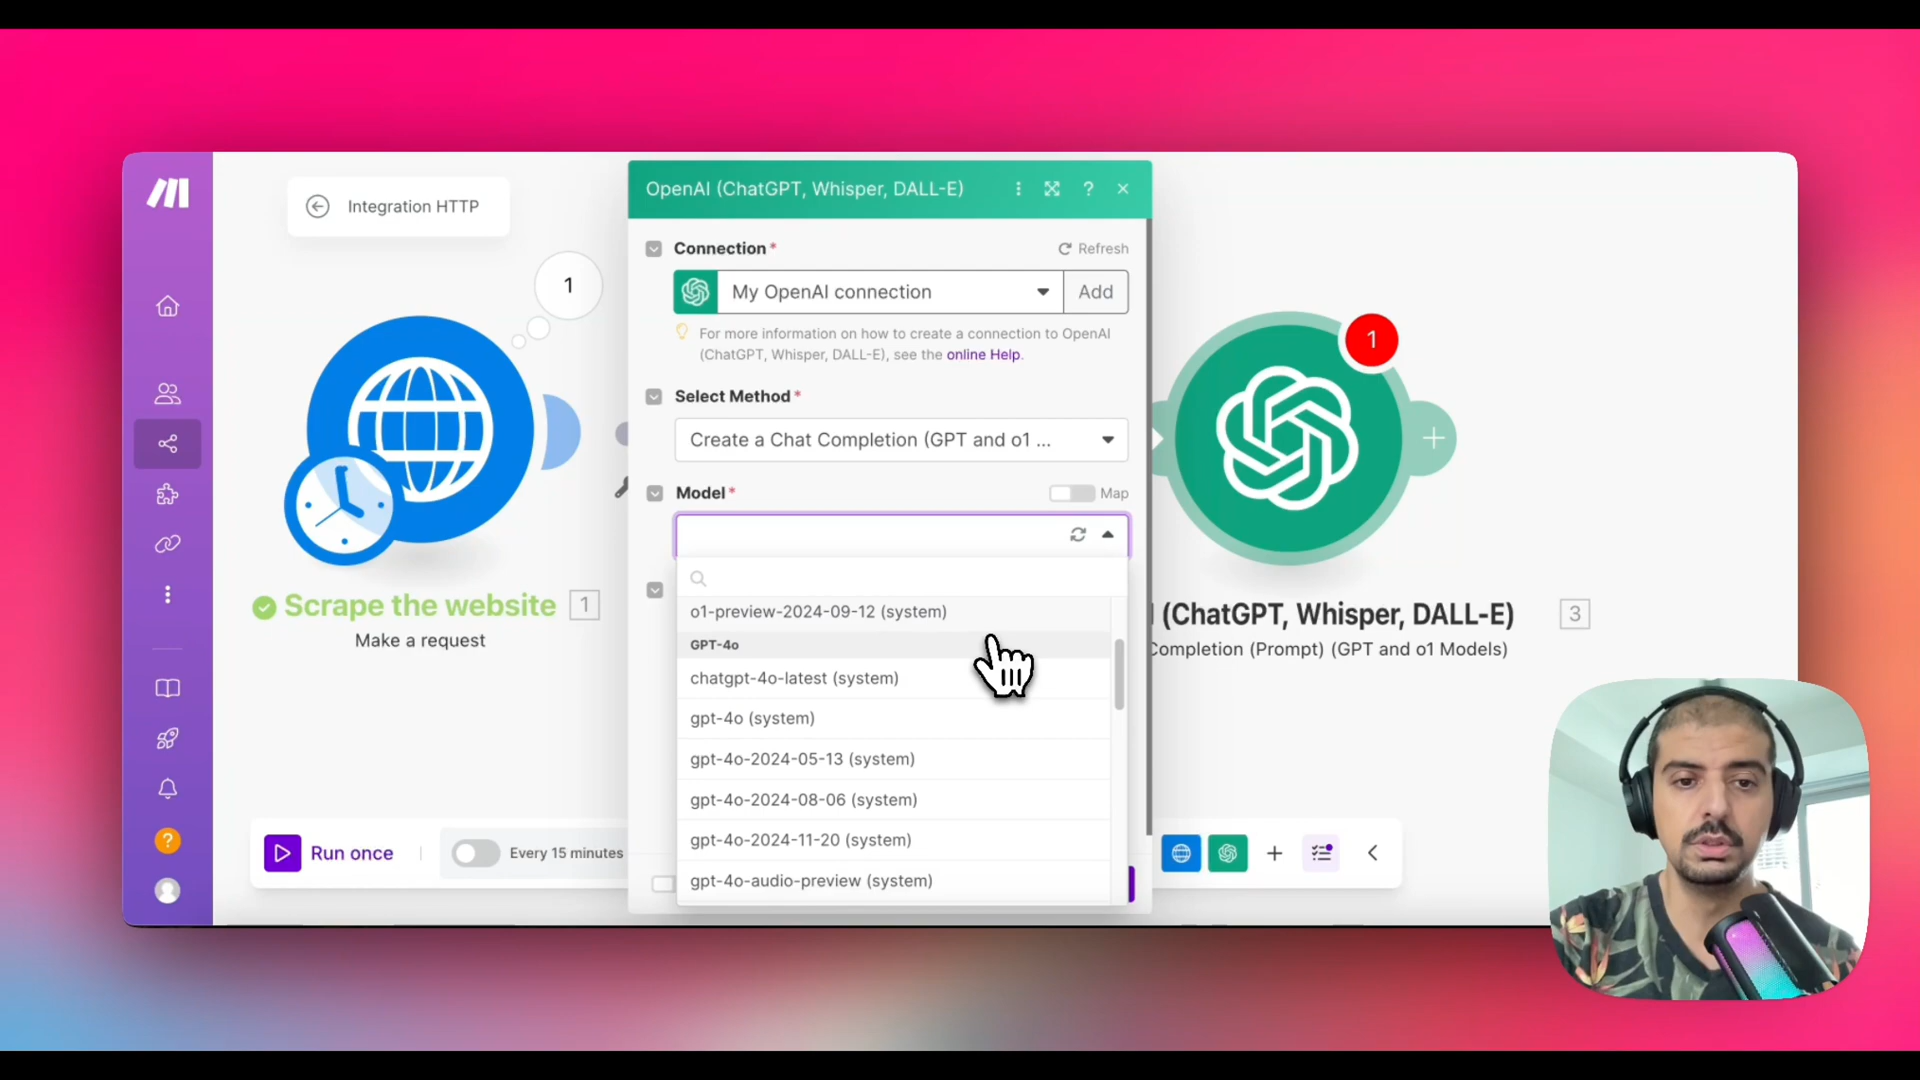 Integration HTTP
1
Scrape the website
1
Make a request
Run once
Every 15 minutes
OpenAI (ChatGPT, Whisper, DALL-E)
?
Connection*
Refresh
My OpenAI connection
Add
For more information on how to create a connection to OpenAI
(ChatGPT, Whisper, DALL-E), see the online Help.
Select Method*
Create a Chat Completion (GPT and o1 ...
Model*
Map
o1-preview-2024-09-12 (system)
GPT-4o
chatgpt-4o-latest (system)
gpt-4o (system)
gpt-4o-2024-05-13 (system)
gpt-4o-2024-08-06 (system)
gpt-4o-2024-11-20 (system)
gpt-4o-audio-preview (system)
1
(ChatGPT, Whisper, DALL-E)
3
Completion (Prompt) (GPT and o1 Models)
?